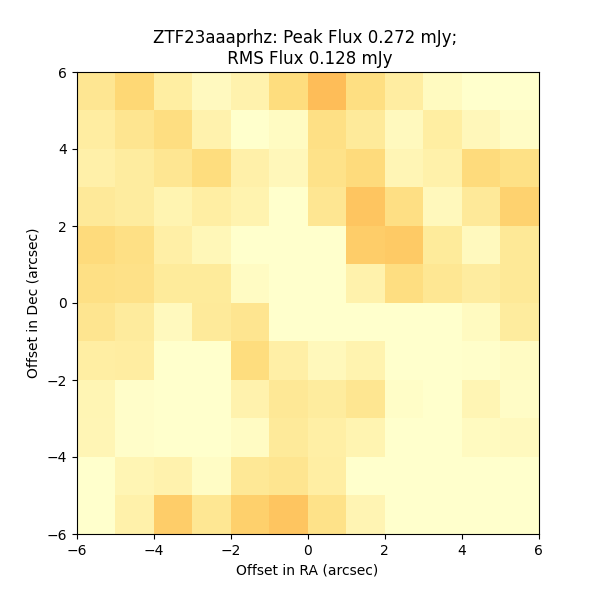 ZTF23aaaprhz: Peak Flux 0.272 mJy;
RMS Flux 0.128 mJy
6
4
2
0
−2
−4
−6
Offset in Dec (arcsec)
−6 −4 −2 0 2 4 6
Offset in RA (arcsec)